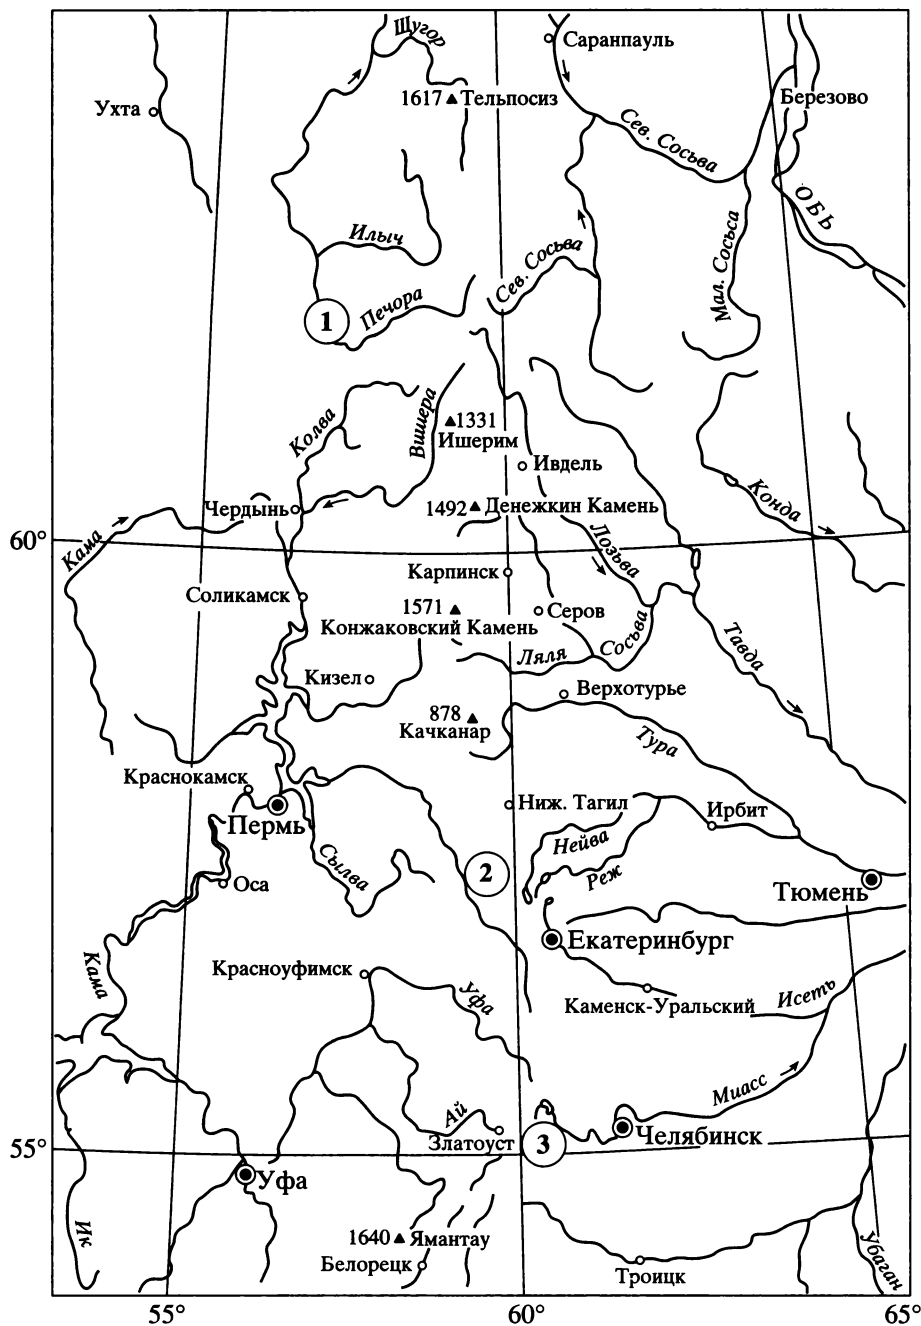 Щугор
Саранпауль
1617 Тельпосиз
Березово
Ухта
Сев. Сосьва
ОБЬ
Илыч
Сев. Сосьва
Мал. Сосьса
Печора
1
Колва
Вишера
1331
Ишерим
Ивдель
Чердынь
1492 Денежкин Камень
Конда
60°
Кама
Лозьва
Карпинск
Соликамск
1571
Серов
Конжаковский Камень
Сосьва
Тавда
Ляля
Кизел
Верхотурье
878
Качканар
Тура
Краснокамск
Ниж. Тагил
Ирбит
Пермь
Нейва
Сылва
Реж
2
Оса
Тюмень
Екатеринбург
Кама
Красноуфимск
Уфа
Каменск-Уральский
Исеть
Миасс
Ай
Златоуст
3
Челябинск
55°
Уфа
Ик
1640 Ямантау
Белорецк
Троицк
Убаган
55°
60°
65°